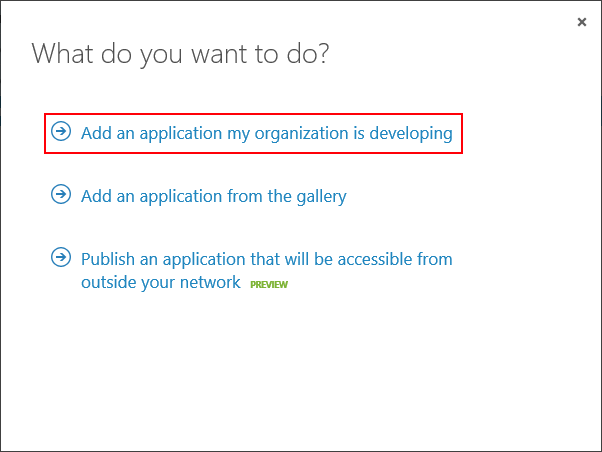 What do you want to do?
Add an application my organization is developing
Add an application from the gallery
Publish an application that will be accessible from
outside your network PREVIEW